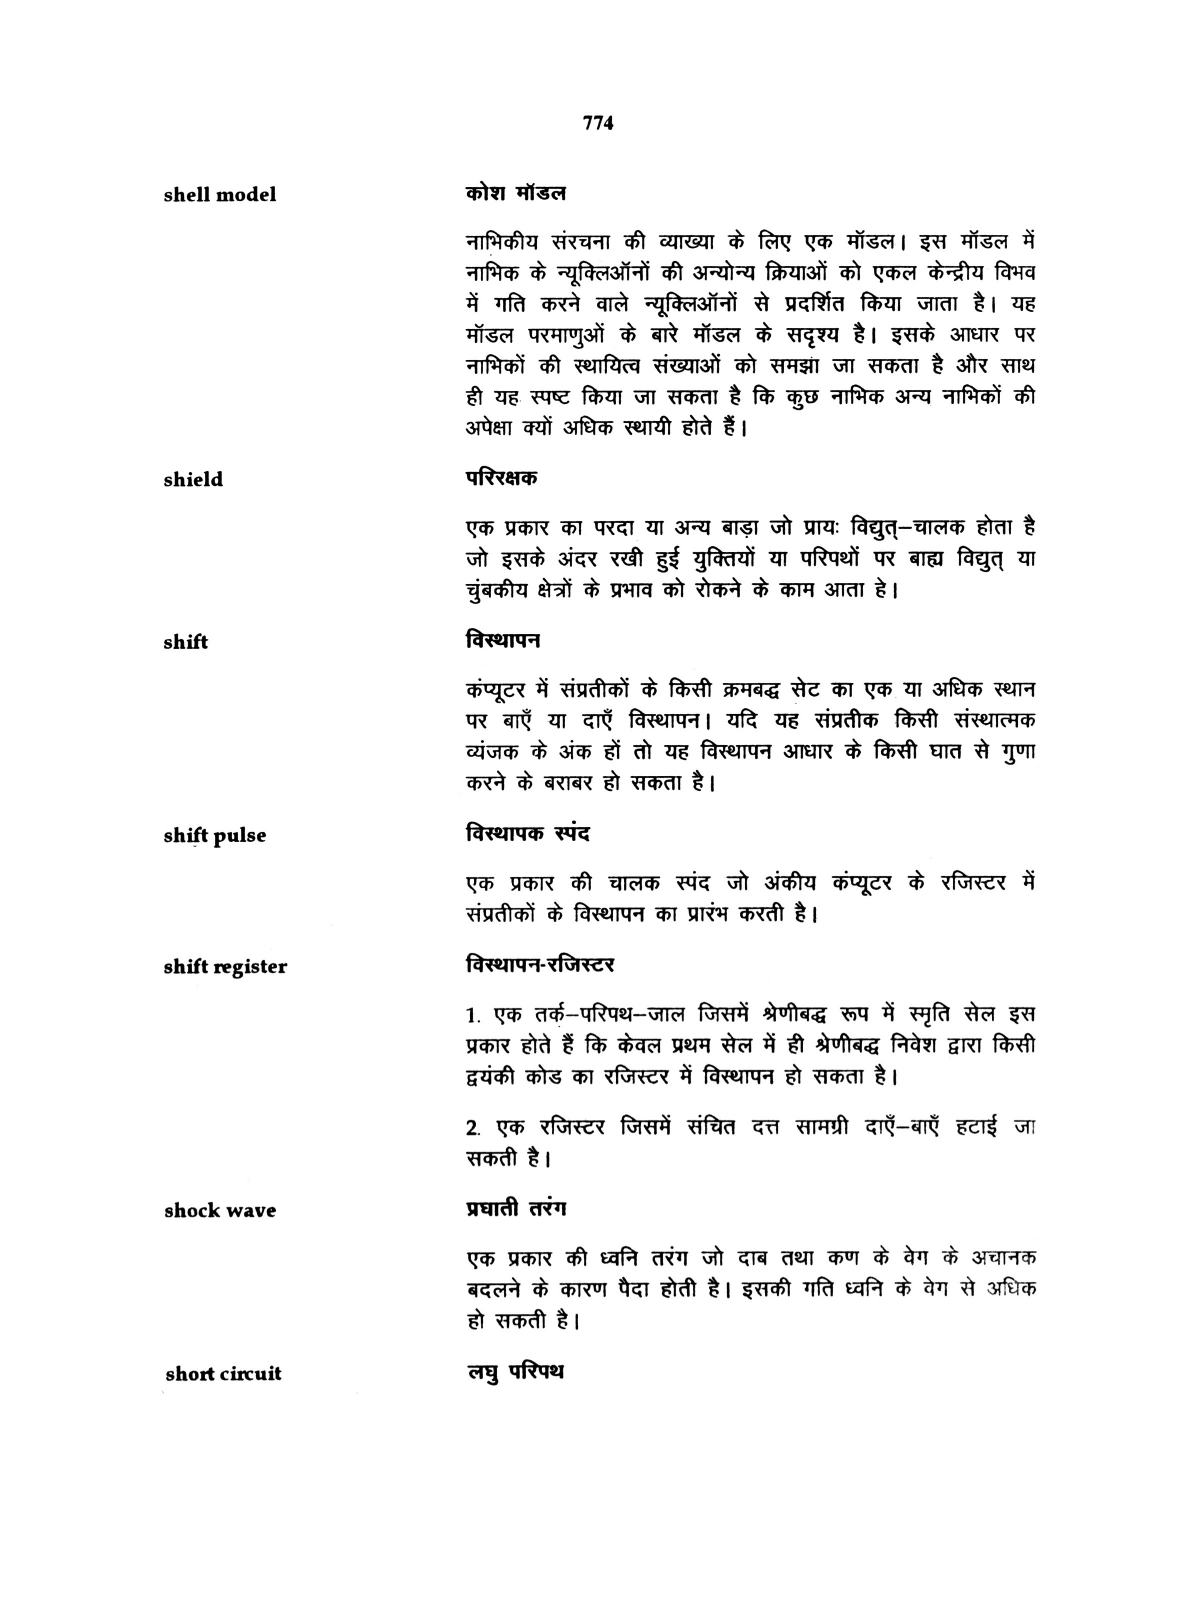 774
shell model कोश मॉडल
नाभिकीय संरचना की व्याख्या के लिए एक मॉडल। इस मॉडल में
नाभिक के न्यूक्लिऑनों की अन्योन्य क्रियाओं को एकल केन्द्रीय विभव
में गति करने वाले न्यूक्लिऑनों से प्रदर्शित किया जाता है। यह
मॉडल परमाणुओं के बारे मॉडल के सदृश्य है। इसके आधार पर
नाभिकों की स्थायित्व संख्याओं को समझा जा सकता है और साथ
ही यह स्पष्ट किया जा सकता है कि कुछ नाभिक अन्य नाभिकों की
अपेक्षा क्यों अधिक स्थायी होते हैं।
shield परिरक्षक
एक प्रकार का परदा या अन्य बाड़ा जो प्रायः विद्युत्–चालक होता है
जो इसके अंदर रखी हुई युक्तियों या परिपथों पर बाह्य विद्युत् या
चुंबकीय क्षेत्रों के प्रभाव को रोकने के काम आता हे।
shift विस्थापन
कंप्यूटर में संप्रतीकों के किसी क्रमबद्ध सेट का एक या अधिक स्थान
पर बाएँ या दाएँ विस्थापन। यदि यह संप्रतीक किसी संस्थात्मक
व्यंजक के अंक हों तो यह विस्थापन आधार के किसी घात से गुणा
करने के बराबर हो सकता है।
shift pulse विस्थापक स्पंद
एक प्रकार की चालक स्पंद जो अंकीय कंप्यूटर के रजिस्टर में
संप्रतीकों के विस्थापन का प्रारंभ करती है।
shift register विस्थापन-रजिस्टर
1. एक तर्क–परिपथ–जाल जिसमें श्रेणीबद्ध रूप में स्मृति सेल इस
प्रकार होते हैं कि केवल प्रथम सेल में ही श्रेणीबद्ध निवेश द्वारा किसी
द्वयंकी कोड का रजिस्टर में विस्थापन हो सकता है।
2. एक रजिस्टर जिसमें संचित दत्त सामग्री दाएँ–बाएँ हटाई जा
सकती है।
shock wave प्रघाती तरंग
एक प्रकार की ध्वनि तरंग जो दाब तथा कण के वेग के अचानक
बदलने के कारण पैदा होती है। इसकी गति ध्वनि के वेग से अधिक
हो सकती है।
short circuit लघु परिपथ